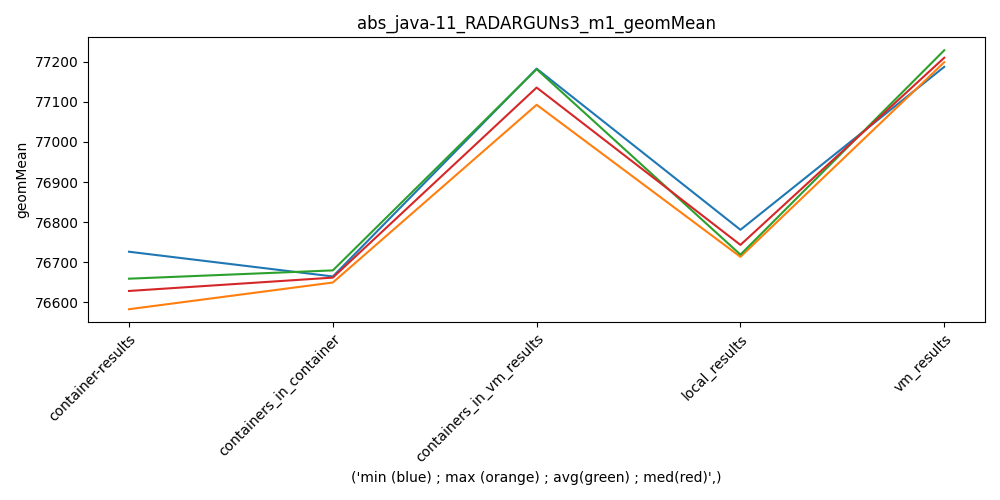 abs_java-11_RADARGUNs3_m1_geomMean
geomMean
77200
77100
77000
76900
76800
76700
76600
container-results
containers_in_container
containers_in_vm_results
local_results
vm_results
('min (blue) ; max (orange) ; avg(green) ; med(red)',)